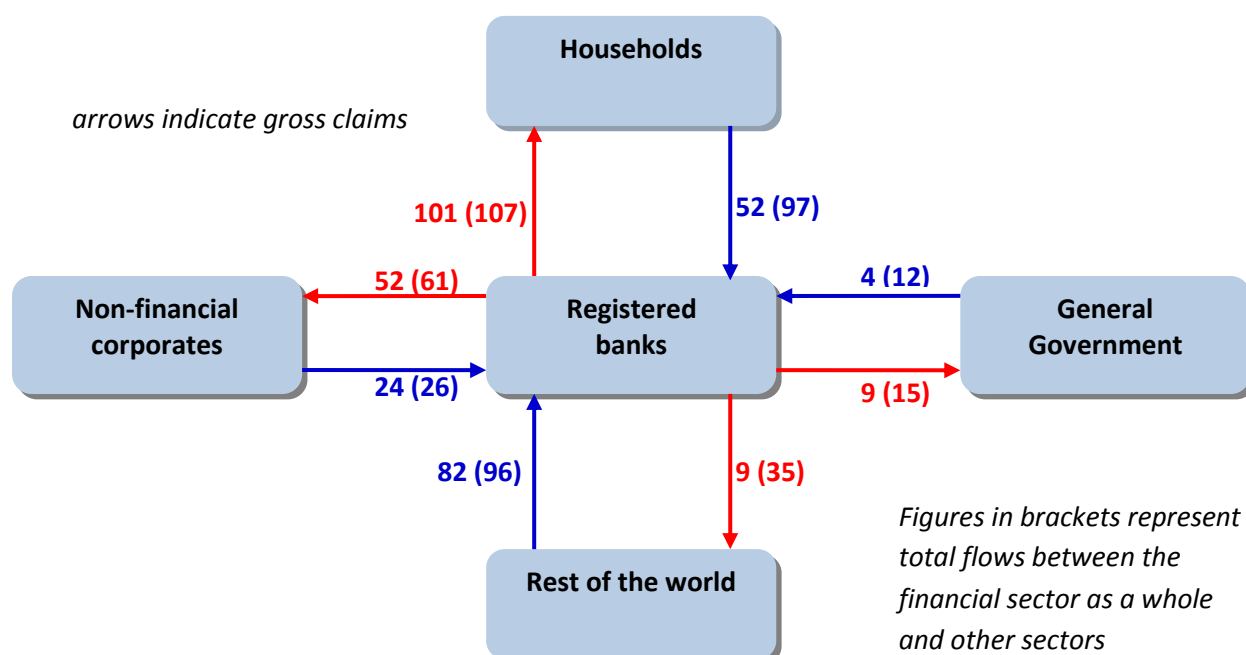 Households
arrows indicate gross claims
101 (107)
52 (97)
52 (61)
4 (12)
Non-financial
corporates
Registered
banks
General
Government
24 (26)
9 (15)
82 (96)
9 (35)
Figures in brackets represent
total flows between the
financial sector as a whole
and other sectors
Rest of the world